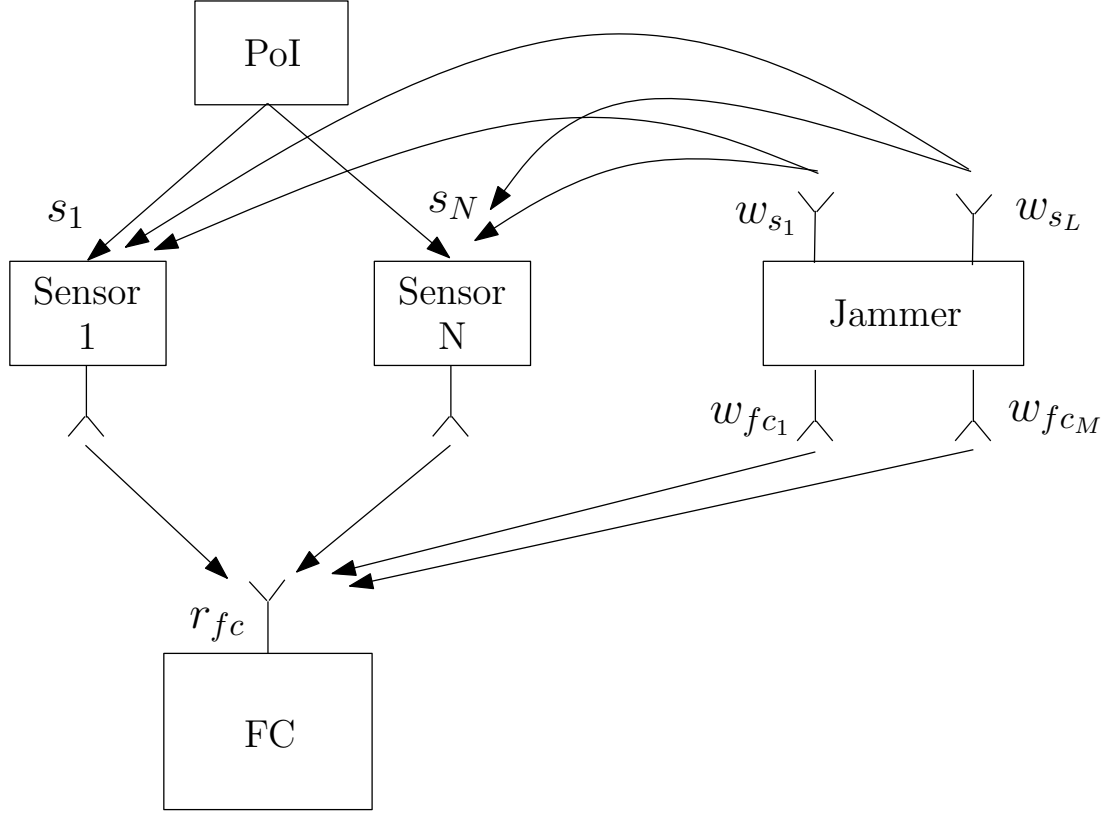 PoI
s_1
s_N
w_{s_1}
w_{s_L}
Sensor
1
Sensor
N
Jammer
w_{fc_1}
w_{fc_M}
r_{fc}
FC